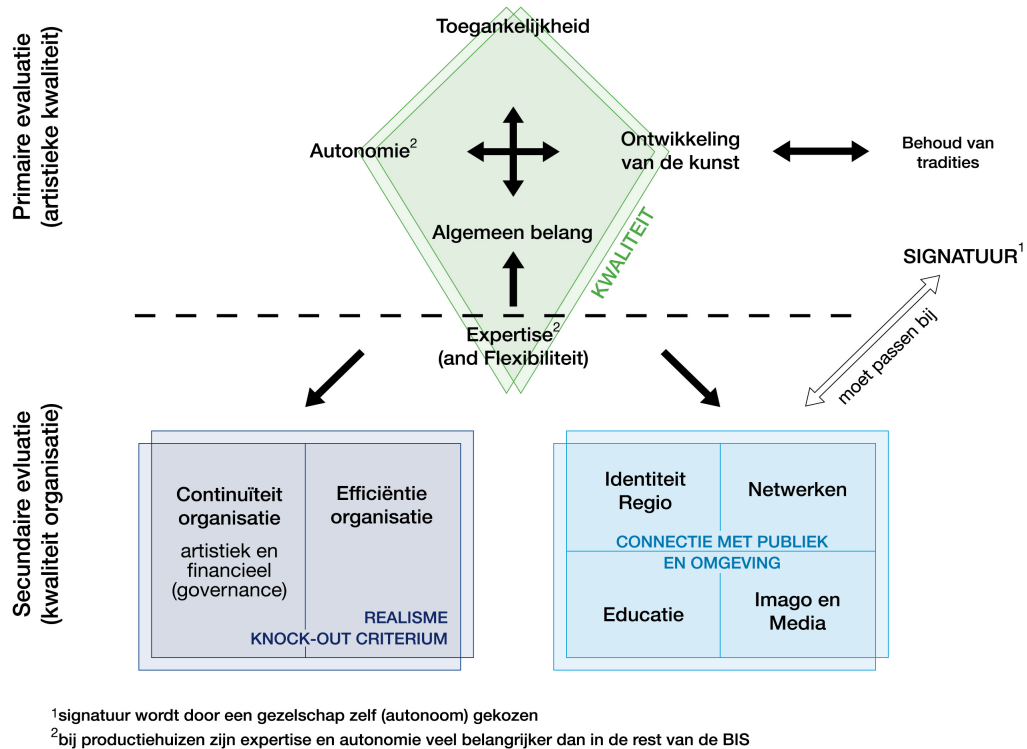 Primaire evaluatie
(artistieke kwaliteit)
Toegankelijkheid
Autonomie²
Ontwikkeling
van de kunst
Behoud van
tradities
Algemeen belang
KWALITEIT
SIGNATUUR¹
Expertise²
(and Flexibiliteit)
moet passen bij
Secundaire evluatie
(kwaliteit organisatie)
Continuïteit
organisatie
artistiek en
financieel
(governance)
Efficiëntie
organisatie
REALISME
KNOCK-OUT CRITERIUM
Identiteit
Regio
Netwerken
CONNECTIE MET PUBLIEK
EN OMGEVING
Educatie
Imago en
Media
¹signatuur wordt door een gezelschap zelf (autonoom) gekozen
²bij productiehuizen zijn expertise en autonomie veel belangrijker dan in de rest van de BIS